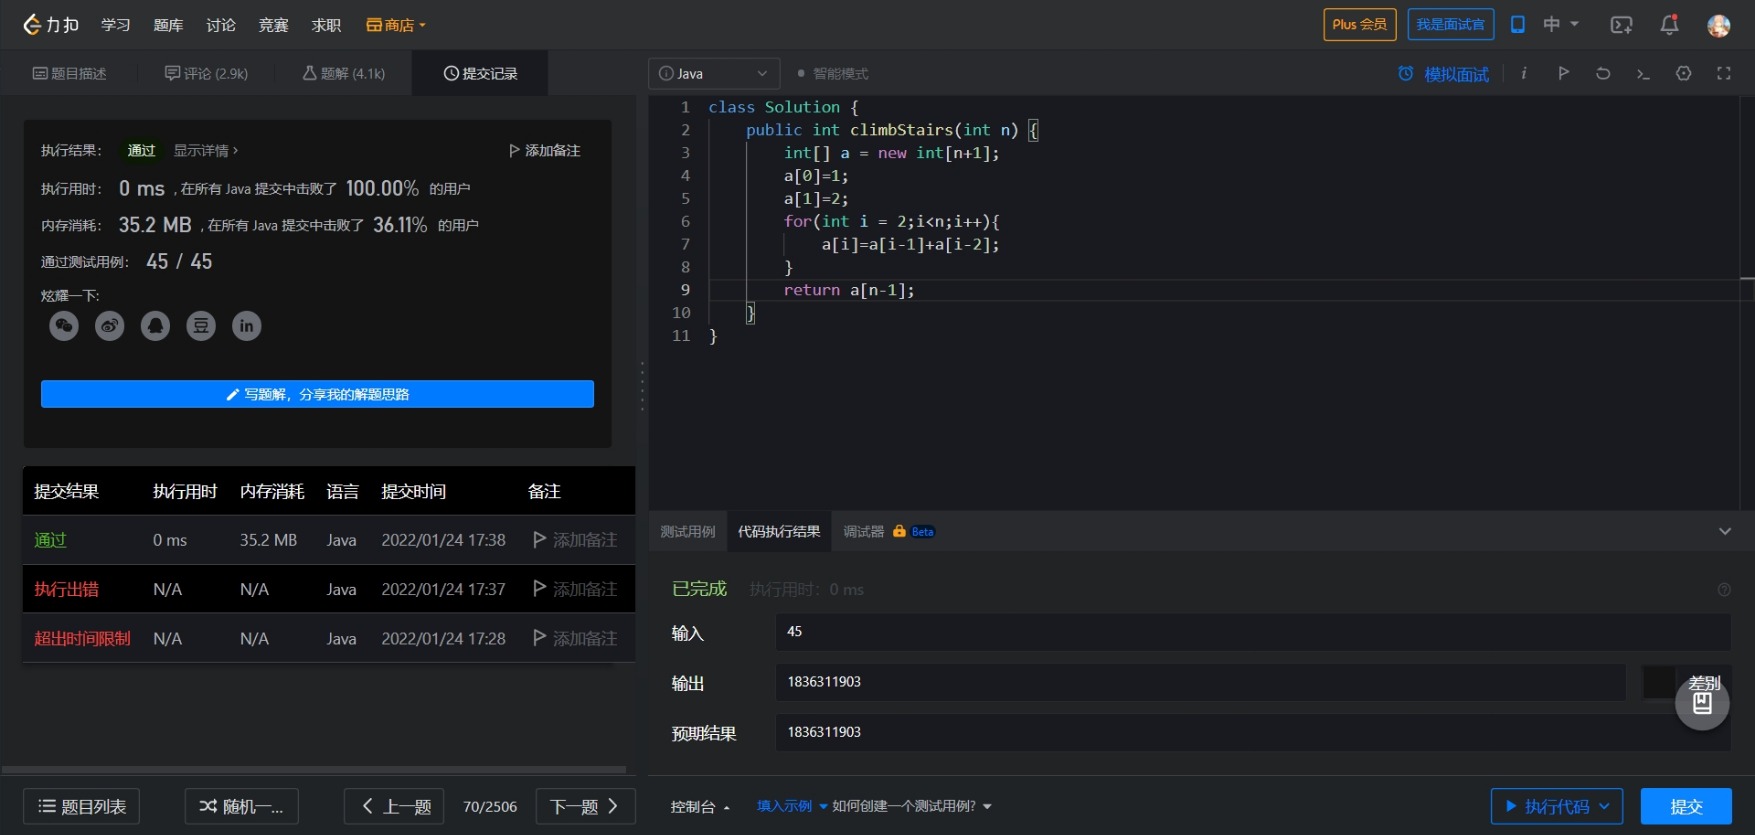 力扣 学习 题库 讨论 竞赛 求职 商店 Plus 会员 我是面试官 中
题目描述 评论 (2.9k) 题解 (4.1k) 提交记录
执行结果： 通过 显示详情 > 添加备注
执行用时： 0 ms , 在所有 Java 提交中击败了 100.00% 的用户
内存消耗： 35.2 MB , 在所有 Java 提交中击败了 36.11% 的用户
通过测试用例： 45 / 45
炫耀一下:
豆 in
写题解，分享我的解题思路
提交结果 执行用时 内存消耗 语言 提交时间 备注
通过 0 ms 35.2 MB Java 2022/01/24 17:38 添加备注
执行出错 N/A N/A Java 2022/01/24 17:37 添加备注
超出时间限制 N/A N/A Java 2022/01/24 17:28 添加备注
题目列表 随机一... 上一题 70/2506 下一题
Java 智能模式 模拟面试 i
1 class Solution {
2 public int climbStairs(int n) {
3 int[] a = new int[n+1];
4 a[0]=1;
5 a[1]=2;
6 for(int i = 2;i<n;i++){
7 a[i]=a[i-1]+a[i-2];
8 }
9 return a[n-1];
10 }
11 }
测试用例 代码执行结果 调试器 Beta
已完成 执行用时：0 ms
输入 45
输出 1836311903 差别
预期结果 1836311903
控制台 填入示例 如何创建一个测试用例? 执行代码 提交